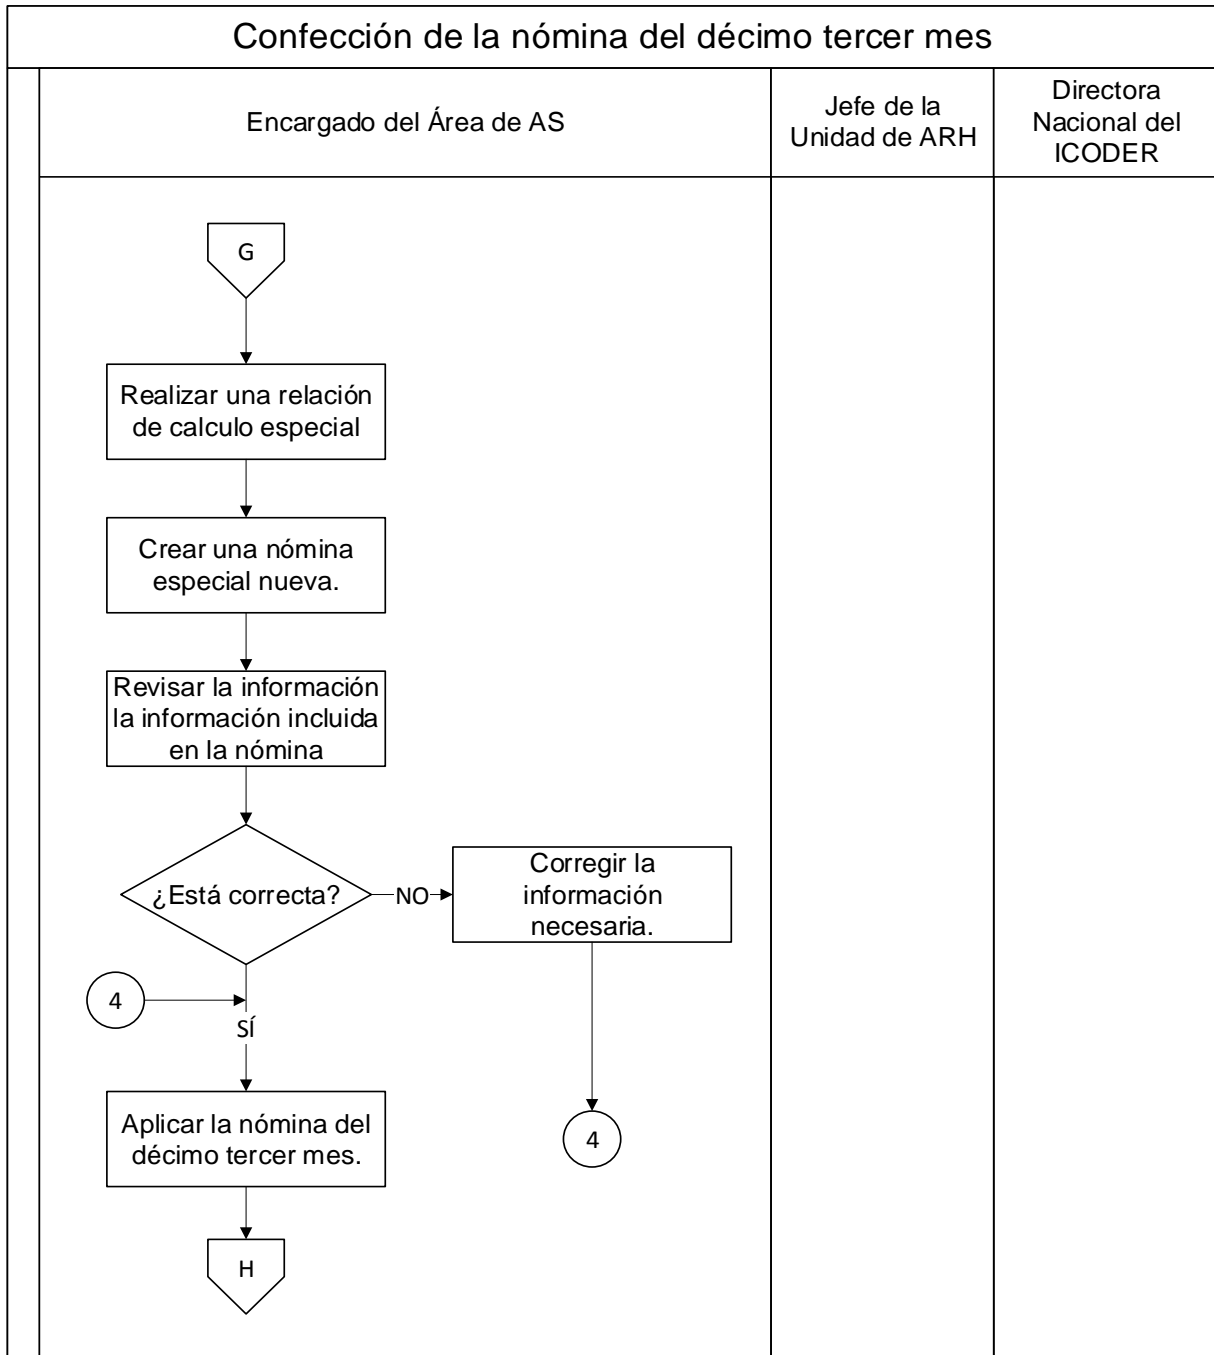 Confección de la nómina del décimo tercer mes
Encargado del Área de AS
Jefe de la
Unidad de ARH
Directora
Nacional del
ICODER
G
Realizar una relación
de calculo especial
Crear una nómina
especial nueva.
Revisar la información
la información incluida
en la nómina
¿Está correcta?
NO
Corregir la
información
necesaria.
4
SÍ
Aplicar la nómina del
décimo tercer mes.
4
H